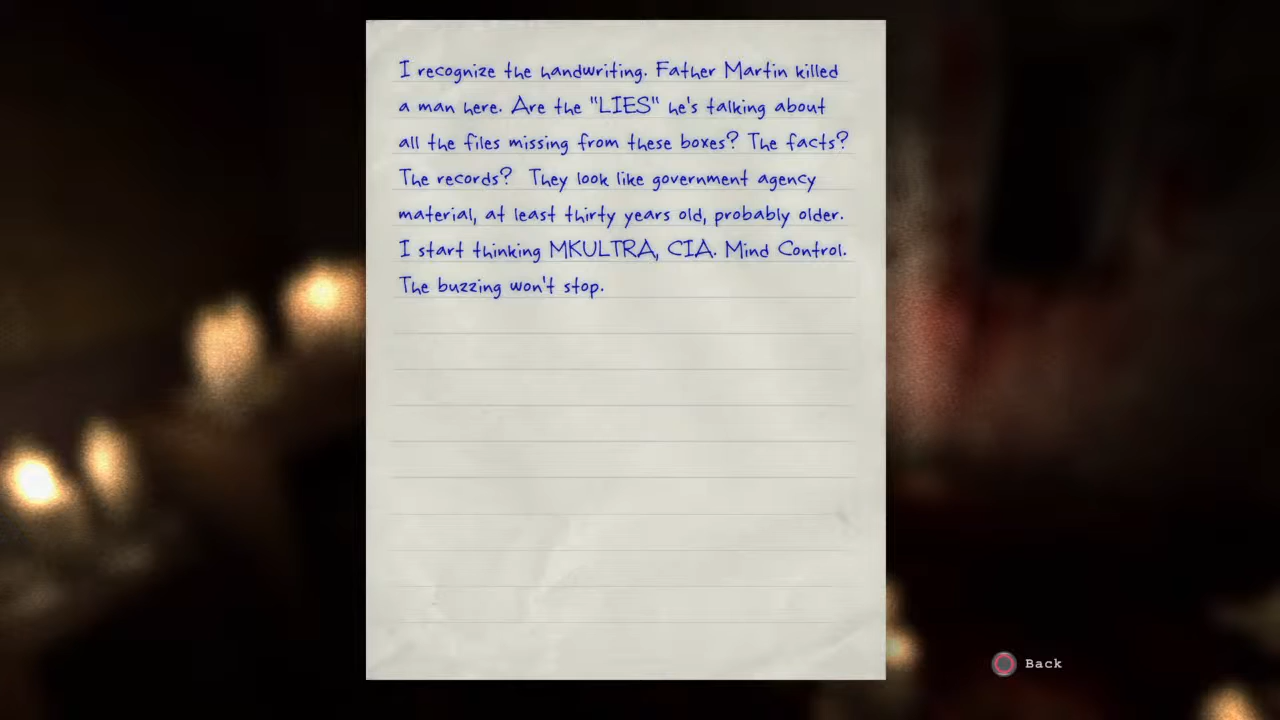 I recognize the handwriting. Father Martin killed
a man here. Are the "LIES" he's talking about
all the files missing from these boxes? The facts?
The records? They look like government agency
material, at least thirty years old, probably older.
I start thinking MKULTRA, CIA. Mind Control.
The buzzing won't stop.
Back